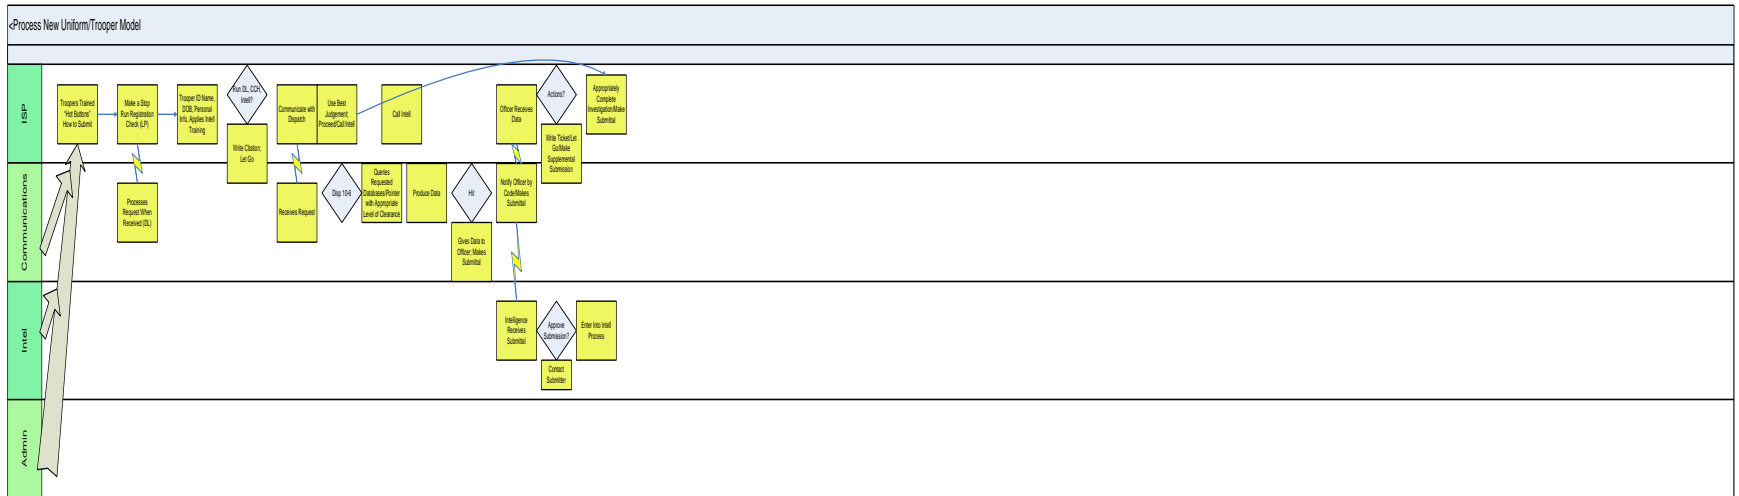 <Process New Uniform/Trooper Model
ISP
Troopers Trained
"Hot Buttons"
How to Submit
Make a Stop
Run Registration
Check (LP)
Trooper ID Name,
DOB, Personal
Info, Applies Intell
Training
Run DL, CCH,
Intell?
Write Citation;
Let Go
Communicate with
Dispatch
Use Best
Judgement;
Proceed/Call Intell
Call Intell
Officer Receives
Data
Actions?
Write Ticket/Let
Go/Make
Supplemental
Submission
Appropriately
Complete
Investigation/Make
Submittal
Communications
Processes
Request When
Received (DL)
Receives Request
Disp 10-6
Queries
Requested
Databases/Pointer
with Appropriate
Level of Clearance
Produce Data
Hit
Gives Data to
Officer; Makes
Submittal
Notify Officer by
Code/Makes
Submittal
Intel
Intelligence
Receives
Submittal
Approve
Submission?
Contact
Submitter
Enter Into Intell
Process
Admin